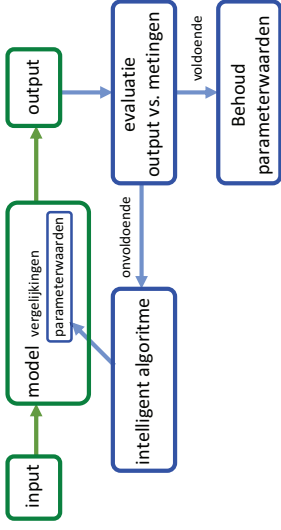 input
model
vergelijkingen
parameterwaarden
output
intelligent algoritme
onvoldoende
evaluatie
output vs. metingen
voldoende
Behoud
parameterwaarden